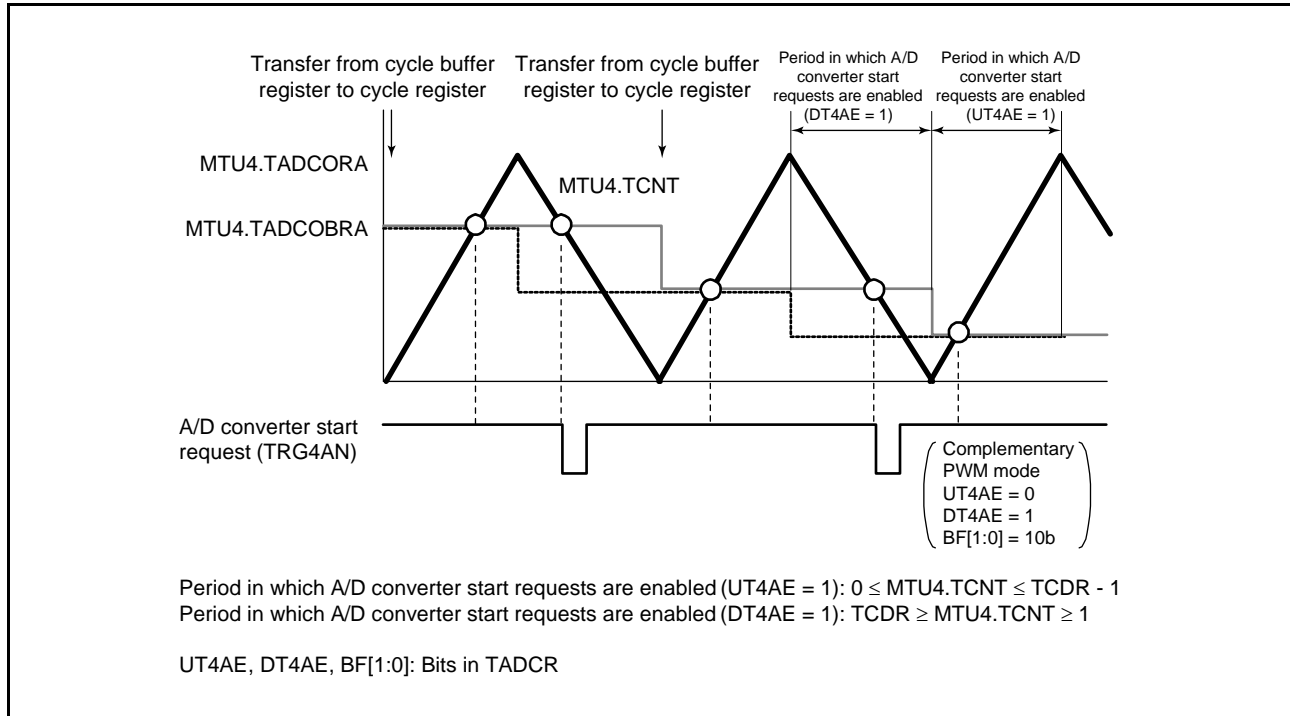 Transfer from cycle buffer
register to cycle register
Transfer from cycle buffer
register to cycle register
Period in which A/D
converter start
requests are enabled
(DT4AE = 1)
Period in which A/D
converter start
requests are enabled
(UT4AE = 1)
MTU4.TADCORA
MTU4.TCNT
MTU4.TADCOBRA
A/D converter start
request (TRG4AN)
Complementary
PWM mode
UT4AE = 0
DT4AE = 1
BF[1:0] = 10b
Period in which A/D converter start requests are enabled (UT4AE = 1): 0 ≤ MTU4.TCNT ≤ TCDR - 1
Period in which A/D converter start requests are enabled (DT4AE = 1): TCDR ≥ MTU4.TCNT ≥ 1
UT4AE, DT4AE, BF[1:0]: Bits in TADCR